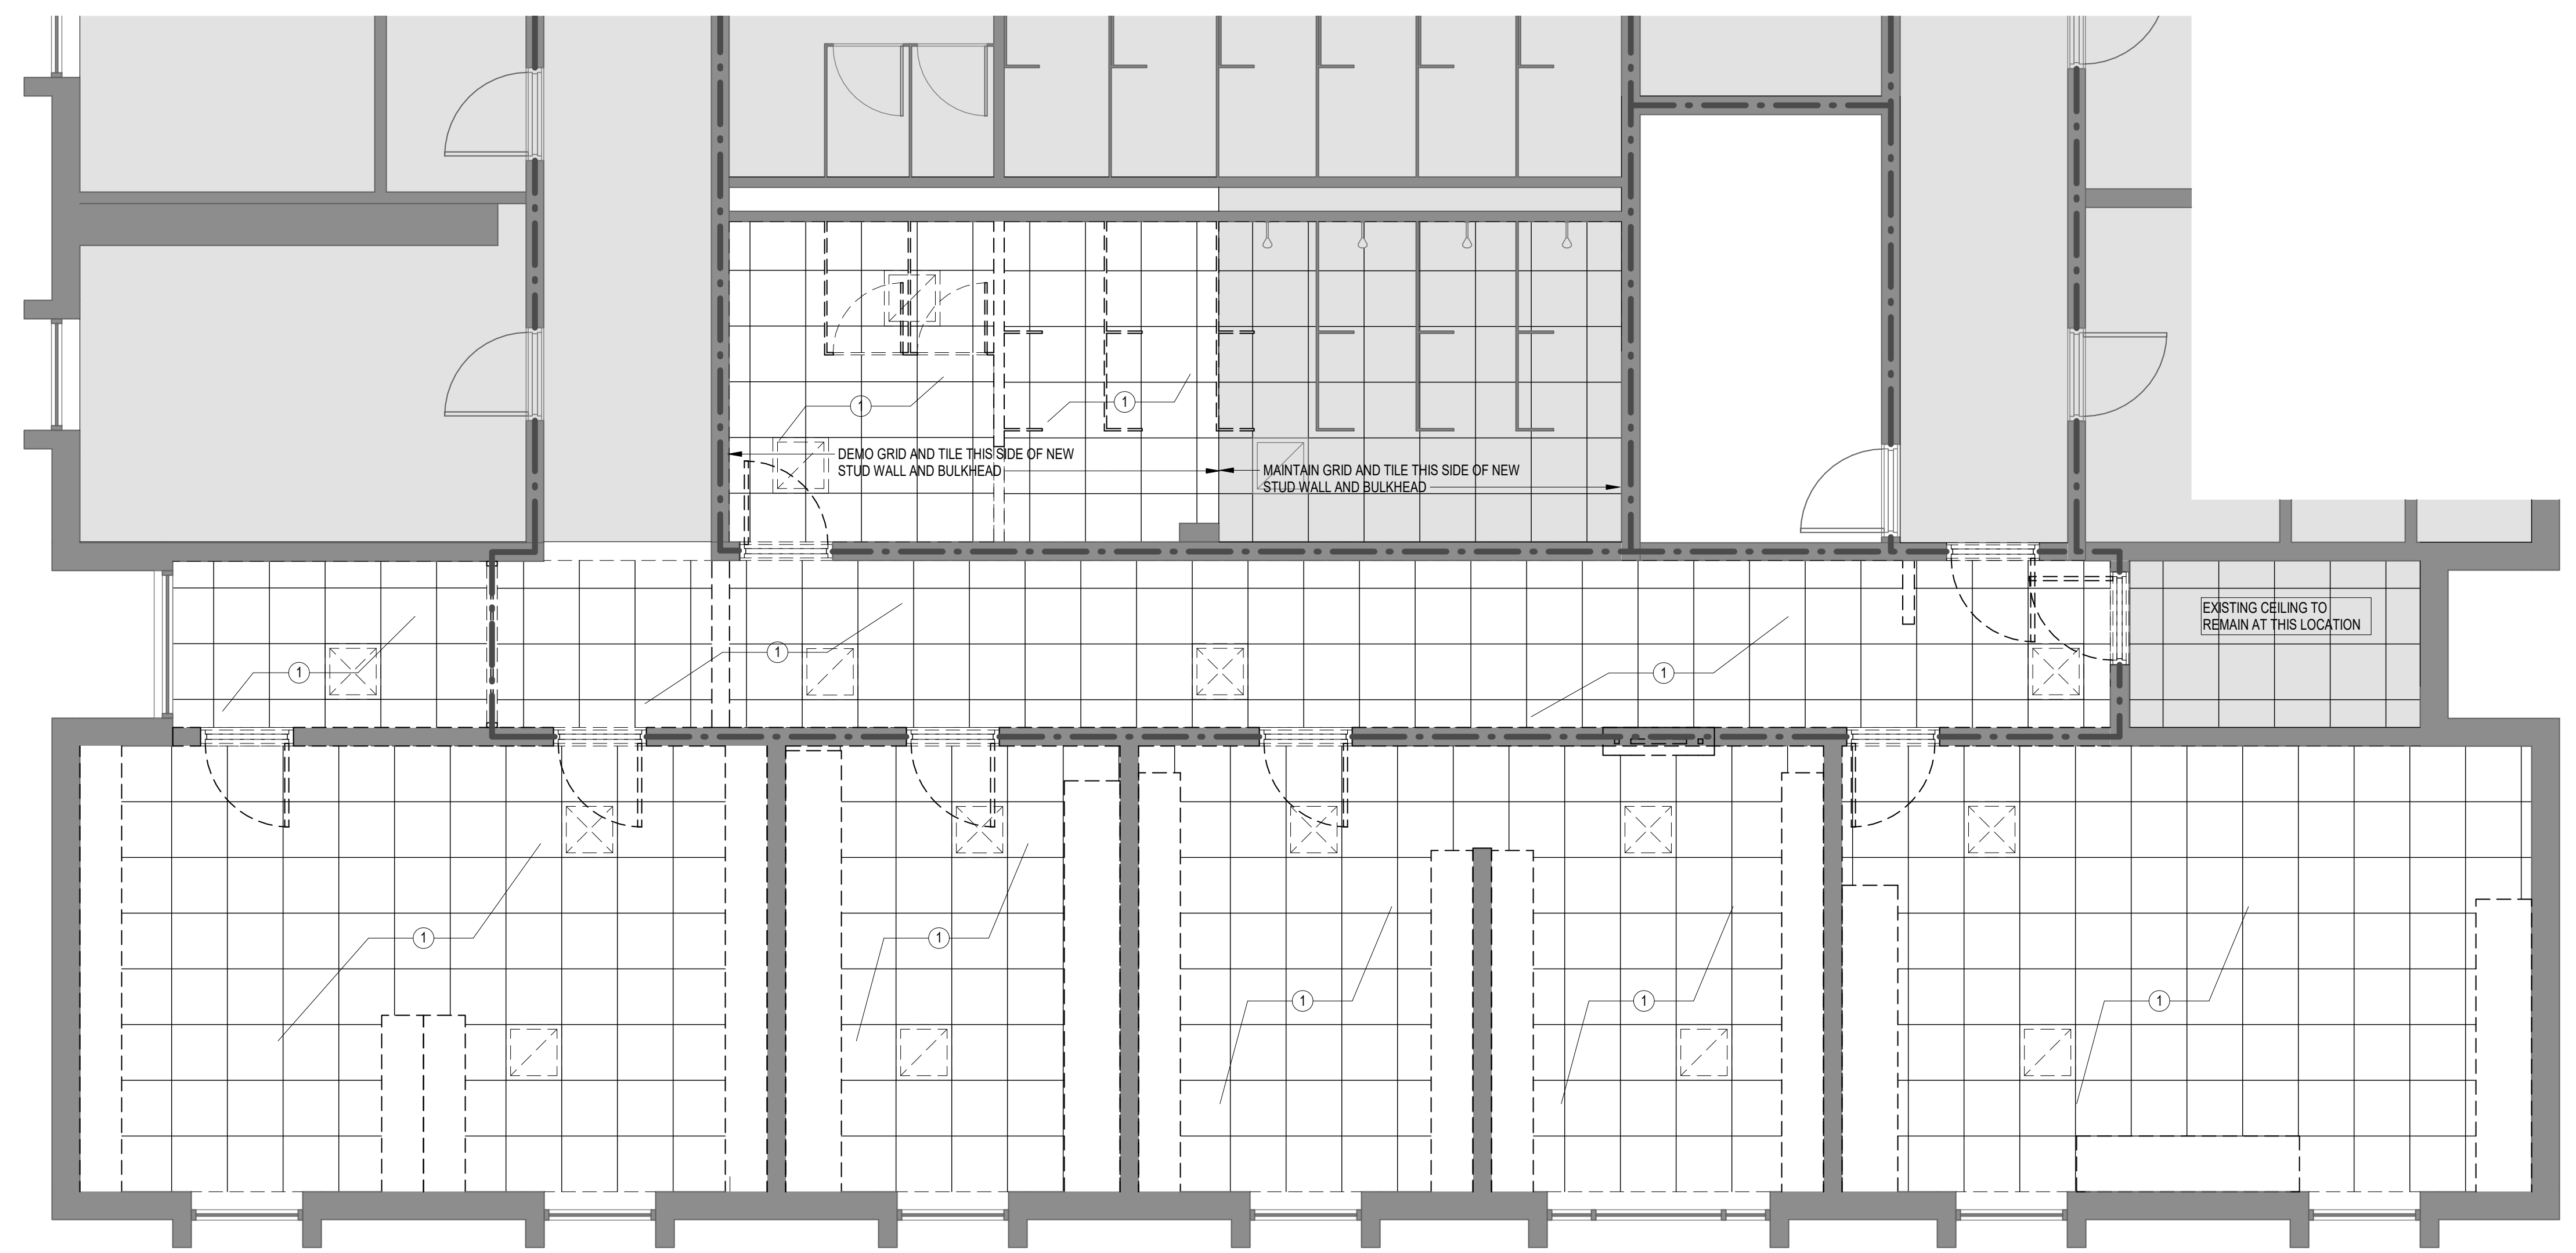 1
1
DEMO GRID AND TILE THIS SIDE OF NEW
STUD WALL AND BULKHEAD
MAINTAIN GRID AND TILE THIS SIDE OF NEW
STUD WALL AND BULKHEAD
EXISTING CEILING TO
REMAIN AT THIS LOCATION
1
1
1
1
1
1
1
1